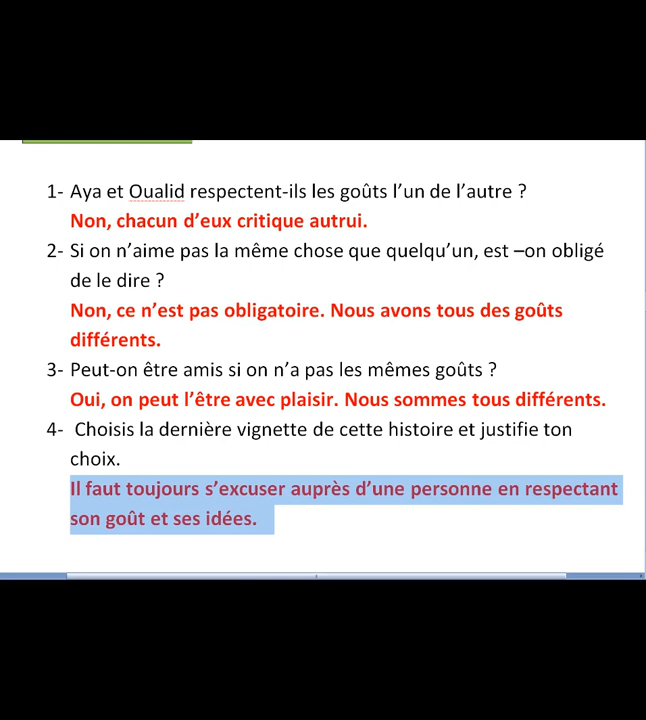 1- Aya et Oualid respectent-ils les goûts l’un de l’autre ?
Non, chacun d’eux critique autrui.
2- Si on n’aime pas la même chose que quelqu’un, est –on obligé
de le dire ?
Non, ce n’est pas obligatoire. Nous avons tous des goûts
différents.
3- Peut-on être amis si on n’a pas les mêmes goûts ?
Oui, on peut l’être avec plaisir. Nous sommes tous différents.
4- Choisis la dernière vignette de cette histoire et justifie ton
choix.
Il faut toujours s’excuser auprès d’une personne en respectant
son goût et ses idées.